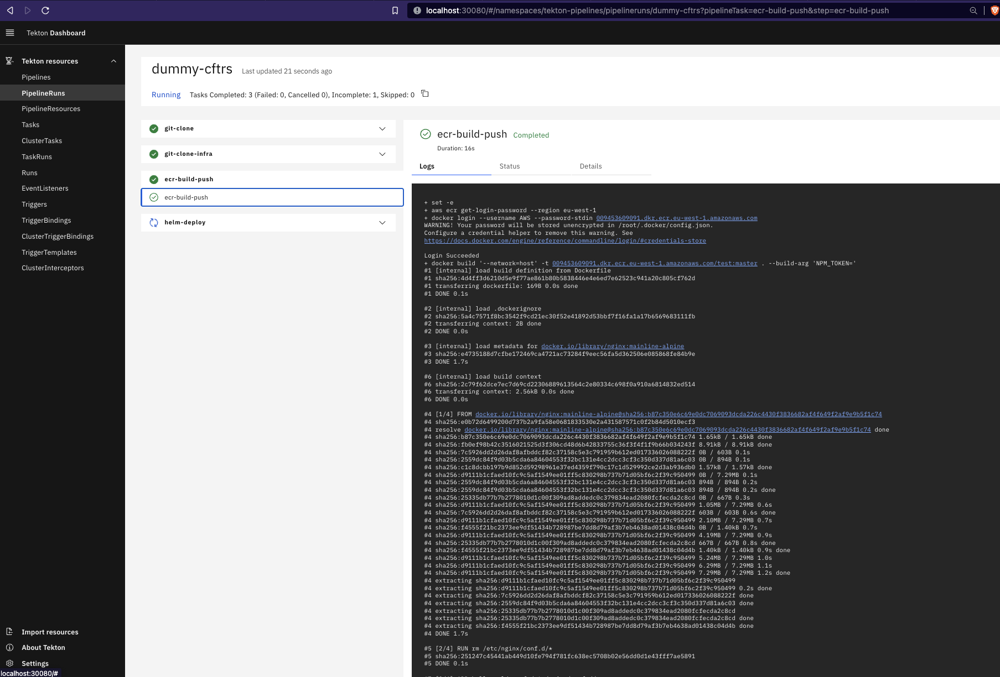 localhost:30080/#/namespaces/tekton-pipelines/pipelineruns/dummy-cftrs?pipelineTask=ecr-build-push&step=ecr-build-push
Tekton Dashboard
Tekton resources
Pipelines
PipelineRuns
PipelineResources
Tasks
ClusterTasks
TaskRuns
Runs
EventListeners
Triggers
TriggerBindings
ClusterTriggerBindings
TriggerTemplates
ClusterInterceptors
Import resources
About Tekton
Settings
localhost:30080/#
dummy-cftrs Last updated 21 seconds ago
Running Tasks Completed: 3 (Failed: 0, Cancelled 0), Incomplete: 1, Skipped: 0
git-clone
git-clone-infra
ecr-build-push
ecr-build-push
helm-deploy
ecr-build-push Completed
Duration: 16s
Logs Status Details
+ set -e
+ aws ecr get-login-password --region eu-west-1
+ docker login --username AWS --password-stdin 009453609091.dkr.ecr.eu-west-1.amazonaws.com
WARNING! Your password will be stored unencrypted in /root/.docker/config.json.
Configure a credential helper to remove this warning. See
https://docs.docker.com/engine/reference/commandline/login/#credentials-store
Login Succeeded
+ docker build '--network=host' -t 009453609091.dkr.ecr.eu-west-1.amazonaws.com/test:master . --build-arg 'NPM_TOKEN='
#1 [internal] load build definition from Dockerfile
#1 sha256:4d4ff3d6210d5e9f77ae861b80b5838446e4e6ed7e62523c941a20c805cf762d
#1 transferring dockerfile: 169B 0.0s done
#1 DONE 0.1s
#2 [internal] load .dockerignore
#2 sha256:5a4c7571f8bc3542f9cd21ec30f52e41892d53bbf7f16fa1a17b6569683111fb
#2 transferring context: 2B done
#2 DONE 0.0s
#3 [internal] load metadata for docker.io/library/nginx:mainline-alpine
#3 sha256:e4735188d7cfbe172469ca4721ac73284f9eec56fa5d362506e085868fe84b9e
#3 DONE 1.7s
#6 [internal] load build context
#6 sha256:2c79f62dce7ec7d69cd22306889613564c2e80334c698f0a910a6814832ed514
#6 transferring context: 2.56kB 0.0s done
#6 DONE 0.0s
#4 [1/4] FROM docker.io/library/nginx:mainline-alpine@sha256:b87c350e6c69e0dc7069093dcda226c4430f3836682af4f649f2af9e9b5f1c74
#4 sha256:e0b72d6499200d737b2a9fa58e0681833530e2a431587571c0f2b84d5010ecf3
#4 resolve docker.io/library/nginx:mainline-alpine@sha256:b87c350e6c69e0dc7069093dcda226c4430f3836682af4f649f2af9e9b5f1c74 done
#4 sha256:b87c350e6c69e0dc7069093dcda226c4430f3836682af4f649f2af9e9b5f1c74 1.65kB / 1.65kB done
#4 sha256:fb0ef98b42c3516021525d3f306cd48d6b42833755c36f3f4f1f9b66b034243f 8.91kB / 8.91kB done
#4 sha256:7c5926dd2d26daf8afbddcf82c37158c5e3c791959b612ed017336026088222f 0B / 603B 0.1s
#4 sha256:2559dc84f9d03b5cda6a84604553f32bc131e4cc2dcc3cf3c350d337d81a6c03 0B / 894B 0.1s
#4 sha256:c1c8dcbb197b9d852d59298961e37ed4359f790c17c1d529992ce2d3ab936db0 1.57kB / 1.57kB done
#4 sha256:d9111b1cfaed10fc9c5af1549ee01ff5c830298b737b71d05bf6c2f39c950499 0B / 7.29MB 0.1s
#4 sha256:2559dc84f9d03b5cda6a84604553f32bc131e4cc2dcc3cf3c350d337d81a6c03 894B / 894B 0.2s
#4 sha256:2559dc84f9d03b5cda6a84604553f32bc131e4cc2dcc3cf3c350d337d81a6c03 894B / 894B 0.2s done
#4 sha256:25335db77b7b2778010d1c00f309ad8addedc0c379834ead2080fcfecda2c8cd 0B / 667B 0.3s
#4 sha256:d9111b1cfaed10fc9c5af1549ee01ff5c830298b737b71d05bf6c2f39c950499 1.05MB / 7.29MB 0.6s
#4 sha256:7c5926dd2d26daf8afbddcf82c37158c5e3c791959b612ed017336026088222f 603B / 603B 0.6s done
#4 sha256:d9111b1cfaed10fc9c5af1549ee01ff5c830298b737b71d05bf6c2f39c950499 2.10MB / 7.29MB 0.7s
#4 sha256:f4555f21bc2373ee9df51434b728987be7dd8d79af3b7eb4638ad01438c04d4b 0B / 1.40kB 0.7s
#4 sha256:d9111b1cfaed10fc9c5af1549ee01ff5c830298b737b71d05bf6c2f39c950499 4.19MB / 7.29MB 0.9s
#4 sha256:25335db77b7b2778010d1c00f309ad8addedc0c379834ead2080fcfecda2c8cd 667B / 667B 0.8s done
#4 sha256:f4555f21bc2373ee9df51434b728987be7dd8d79af3b7eb4638ad01438c04d4b 1.40kB / 1.40kB 0.9s done
#4 sha256:d9111b1cfaed10fc9c5af1549ee01ff5c830298b737b71d05bf6c2f39c950499 5.24MB / 7.29MB 1.0s
#4 sha256:d9111b1cfaed10fc9c5af1549ee01ff5c830298b737b71d05bf6c2f39c950499 6.29MB / 7.29MB 1.1s
#4 sha256:d9111b1cfaed10fc9c5af1549ee01ff5c830298b737b71d05bf6c2f39c950499 7.29MB / 7.29MB 1.2s done
#4 extracting sha256:d9111b1cfaed10fc9c5af1549ee01ff5c830298b737b71d05bf6c2f39c950499
#4 extracting sha256:d9111b1cfaed10fc9c5af1549ee01ff5c830298b737b71d05bf6c2f39c950499 0.2s done
#4 extracting sha256:7c5926dd2d26daf8afbddcf82c37158c5e3c791959b612ed017336026088222f done
#4 extracting sha256:2559dc84f9d03b5cda6a84604553f32bc131e4cc2dcc3cf3c350d337d81a6c03 done
#4 extracting sha256:25335db77b7b2778010d1c00f309ad8addedc0c379834ead2080fcfecda2c8cd
#4 extracting sha256:25335db77b7b2778010d1c00f309ad8addedc0c379834ead2080fcfecda2c8cd done
#4 extracting sha256:f4555f21bc2373ee9df51434b728987be7dd8d79af3b7eb4638ad01438c04d4b done
#4 DONE 1.7s
#5 [2/4] RUN rm /etc/nginx/conf.d/*
#5 sha256:251247c45441ab449d10fe794f781fc638ec5708b02e56dd0d1e43fff7ae5891
#5 DONE 0.1s